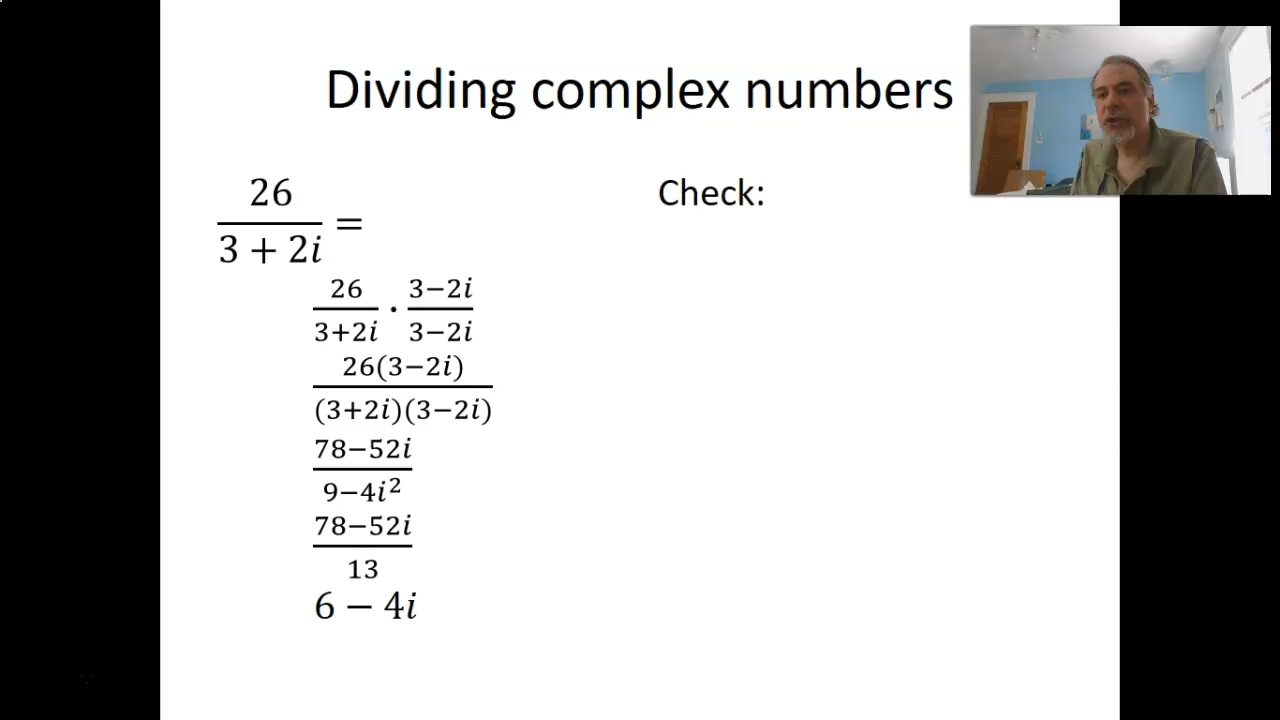 Dividing complex numbers
26/(3 + 2i) =
Check:
26/(3+2i) · (3−2i)/(3−2i)
26(3−2i)/((3+2i)(3−2i))
(78−52i)/(9−4i²)
(78−52i)/13
6 − 4i